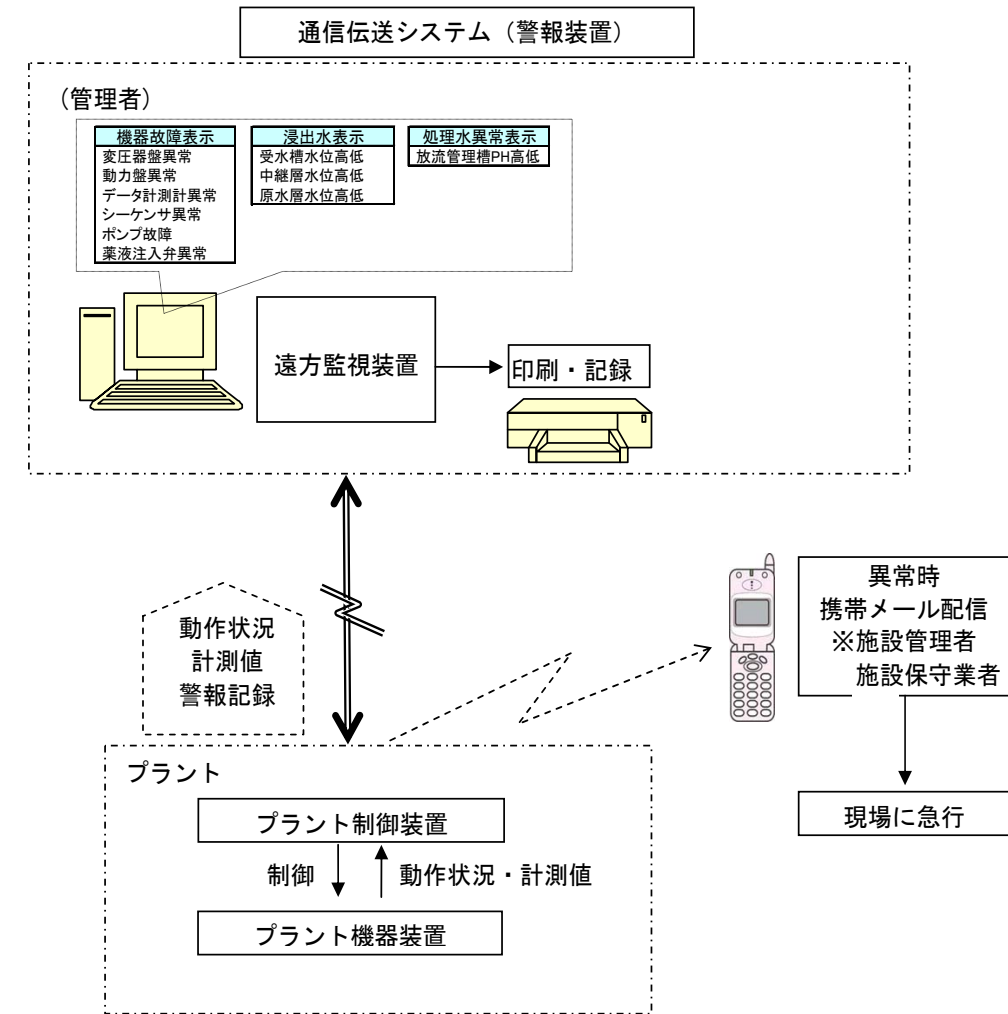 通信伝送システム（警報装置）
（管理者）
機器故障表示
変圧器盤異常
動力盤異常
データ計測計異常
シーケンサ異常
ポンプ故障
薬液注入弁異常
浸出水表示
受水槽水位高低
中継層水位高低
原水層水位高低
処理水異常表示
放流管理槽PH高低
遠方監視装置
印刷・記録
動作状況
計測値
警報記録
異常時
携帯メール配信
※施設管理者
施設保守業者
現場に急行
プラント
プラント制御装置
制御
動作状況・計測値
プラント機器装置